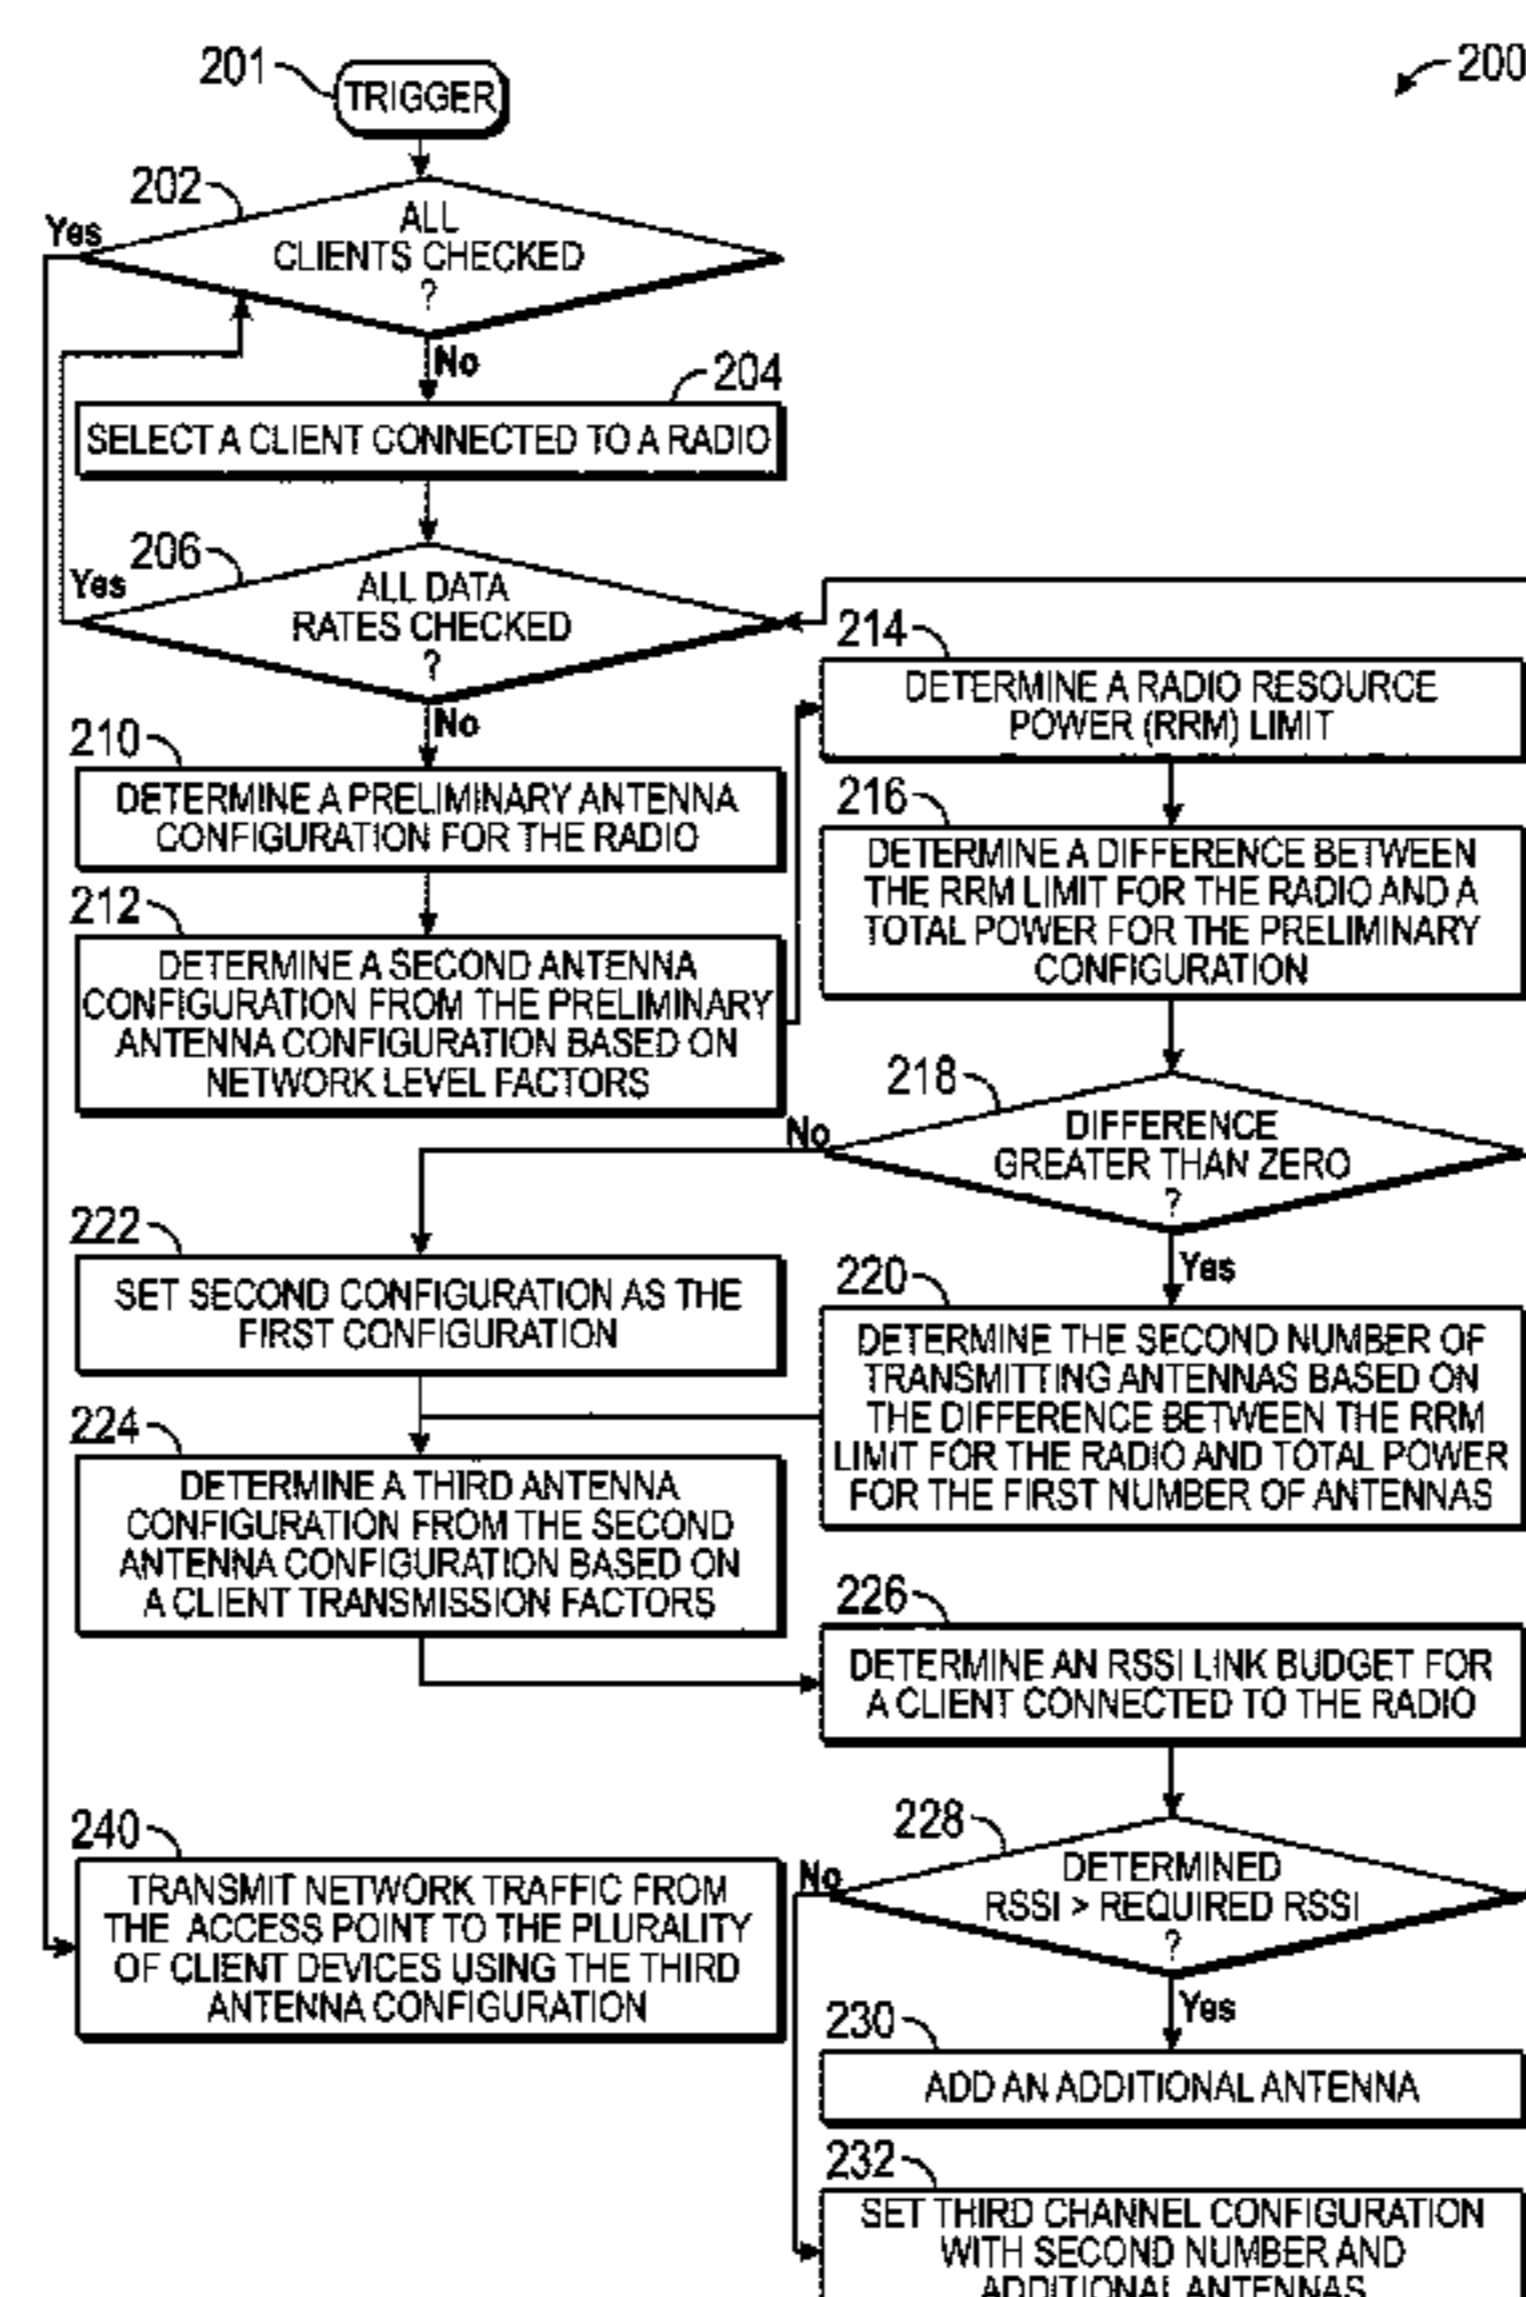 200
201
TRIGGER
202
Yes
ALL
CLIENTS CHECKED
?
No
204
SELECT A CLIENT CONNECTED TO A RADIO
206
Yes
ALL DATA
RATES CHECKED
?
No
210
DETERMINE A PRELIMINARY ANTENNA
CONFIGURATION FOR THE RADIO
212
DETERMINE A SECOND ANTENNA
CONFIGURATION FROM THE PRELIMINARY
ANTENNA CONFIGURATION BASED ON
NETWORK LEVEL FACTORS
214
DETERMINE A RADIO RESOURCE
POWER (RRM) LIMIT
216
DETERMINE A DIFFERENCE BETWEEN
THE RRM LIMIT FOR THE RADIO AND A
TOTAL POWER FOR THE PRELIMINARY
CONFIGURATION
218
No
DIFFERENCE
GREATER THAN ZERO
?
Yes
220
DETERMINE THE SECOND NUMBER OF
TRANSMITTING ANTENNAS BASED ON
THE DIFFERENCE BETWEEN THE RRM
LIMIT FOR THE RADIO AND TOTAL POWER
FOR THE FIRST NUMBER OF ANTENNAS
222
SET SECOND CONFIGURATION AS THE
FIRST CONFIGURATION
224
DETERMINE A THIRD ANTENNA
CONFIGURATION FROM THE SECOND
ANTENNA CONFIGURATION BASED ON
A CLIENT TRANSMISSION FACTORS
226
DETERMINE AN RSSI LINK BUDGET FOR
A CLIENT CONNECTED TO THE RADIO
228
No
DETERMINED
RSSI > REQUIRED RSSI
?
Yes
230
ADD AN ADDITIONAL ANTENNA
232
SET THIRD CHANNEL CONFIGURATION
WITH SECOND NUMBER AND
ADDITIONAL ANTENNAS
240
TRANSMIT NETWORK TRAFFIC FROM
THE ACCESS POINT TO THE PLURALITY
OF CLIENT DEVICES USING THE THIRD
ANTENNA CONFIGURATION